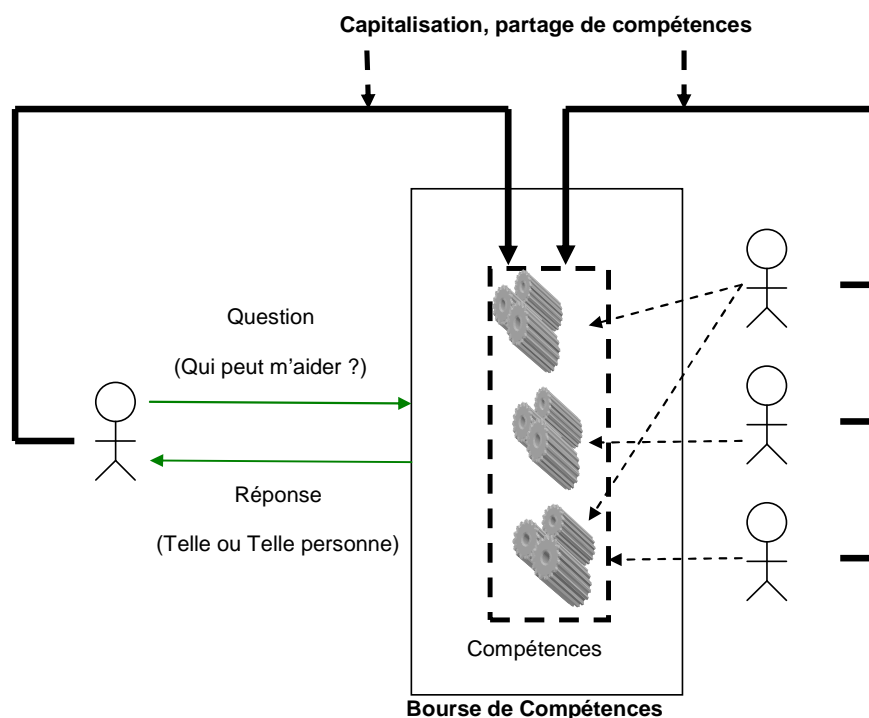 Capitalisation, partage de compétences
Question
(Qui peut m’aider ?)
Réponse
(Telle ou Telle personne)
Compétences
Bourse de Compétences